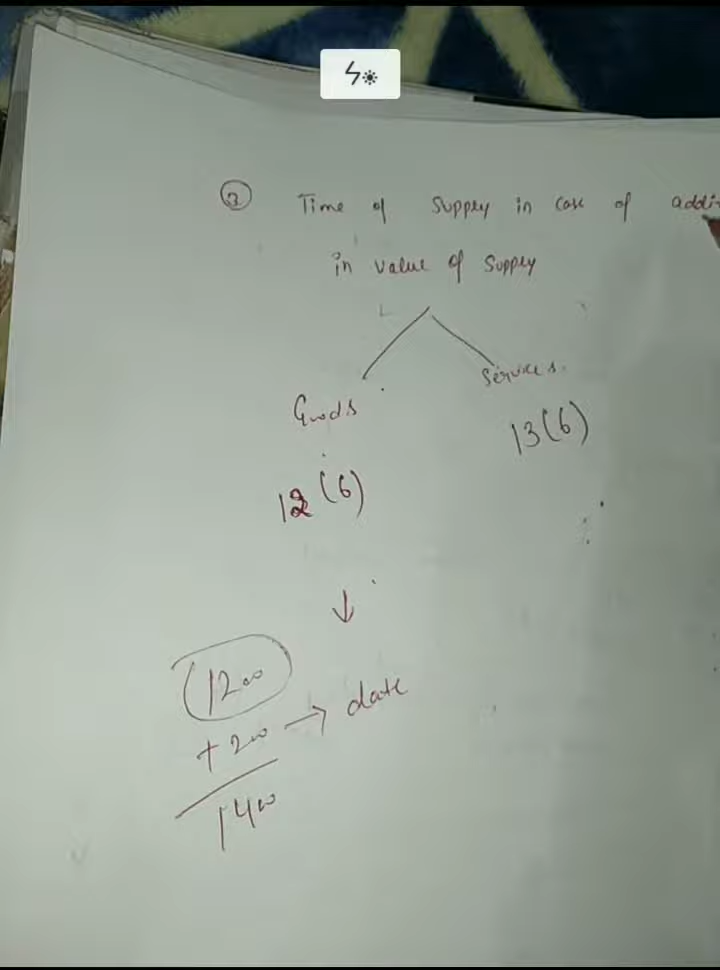 3 Time of supply in case of addi
in value of supply
Goods Services.
12(6) 13(6)
1200
+200 → date
1400